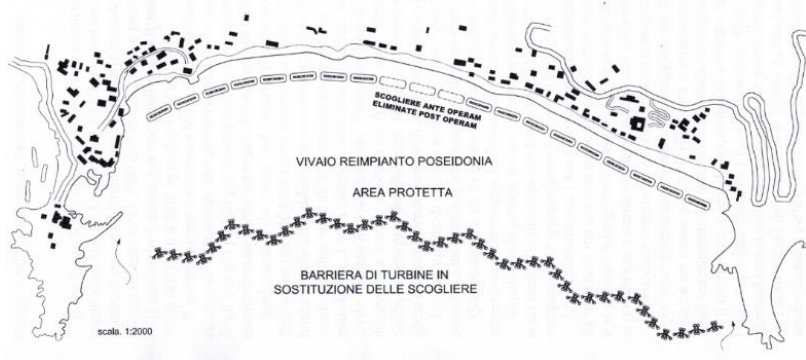 SCOGLIERE ANTE OPERAM
ELIMINATE POST OPERAM
VIVAIO REIMPIANTO POSEIDONIA
AREA PROTETTA
BARRIERA DI TURBINE IN
SOSTITUZIONE DELLE SCOGLIERE
scala. 1:2000